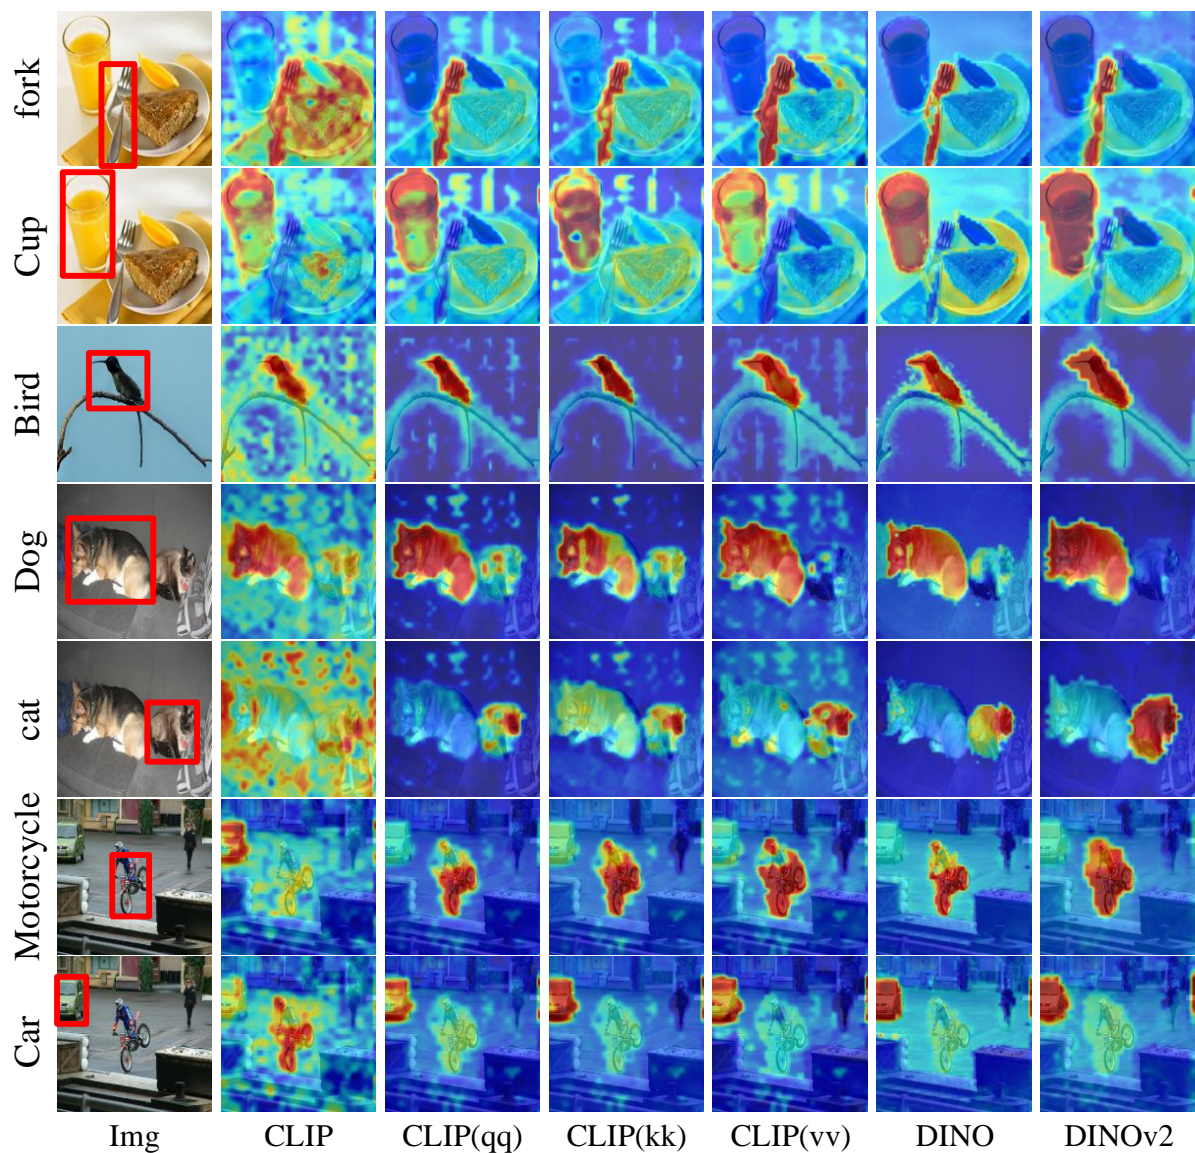 fork
Cup
Bird
Dog
cat
Motorcycle
Car
Img CLIP CLIP(qq) CLIP(kk) CLIP(vv) DINO DINOv2